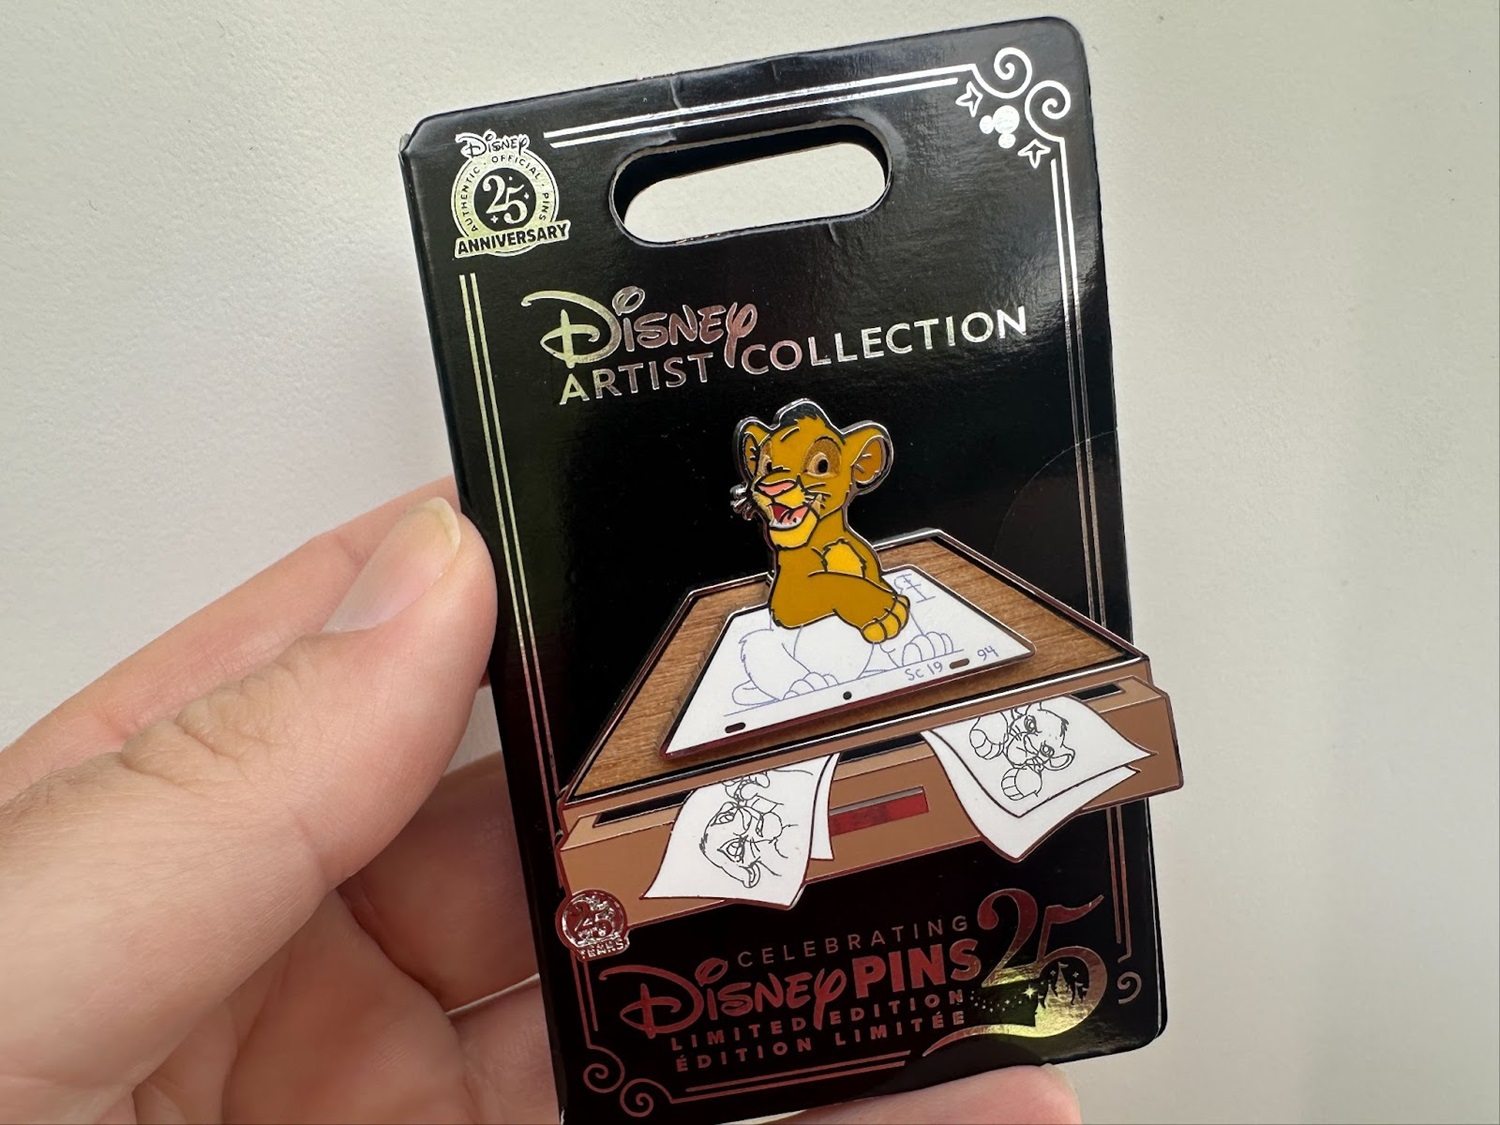 Disney
AUTHENTIC · OFFICIAL · PINS
25
ANNIVERSARY
Disney
ARTIST COLLECTION
Sc 19 94
25
YEARS
CELEBRATING
Disney PINS 25
LIMITED EDITION
ÉDITION LIMITÉE